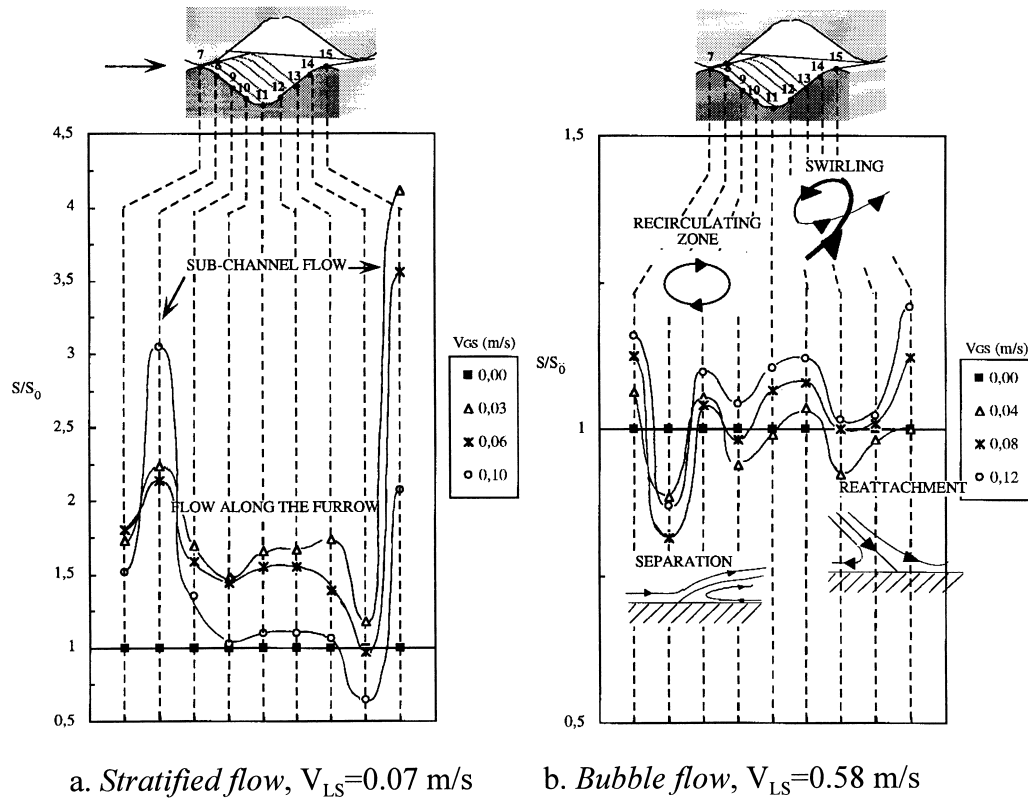 7 8 9 10 11 12 13 14 15
4,5
4
3,5
3
2,5
2
1,5
1
0,5
S/S0
SUB-CHANNEL FLOW
FLOW ALONG THE FURROW
VGS (m/s)
0,00
0,03
0,06
0,10
a. Stratified flow, VLS=0.07 m/s
7 8 9 10 11 12 13 14 15
1,5
1
0,5
S/Sö
SWIRLING
RECIRCULATING
ZONE
REATTACHMENT
SEPARATION
VGS (m/s)
0,00
0,04
0,08
0,12
b. Bubble flow, VLS=0.58 m/s